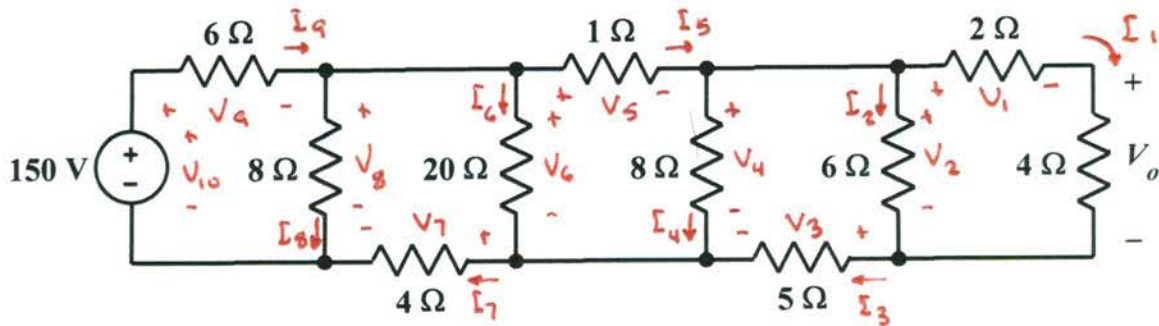 6 Ω I9 1 Ω I5 2 Ω I1
+ V9 - I6 + V5 - I2 + V1 - +
150 V + - + V10 - 8 Ω + V8 - 20 Ω + V6 - 8 Ω + V4 - 6 Ω + V2 - 4 Ω Vo
I8 - V7 + I4 - V3 + -
4 Ω I7 5 Ω I3